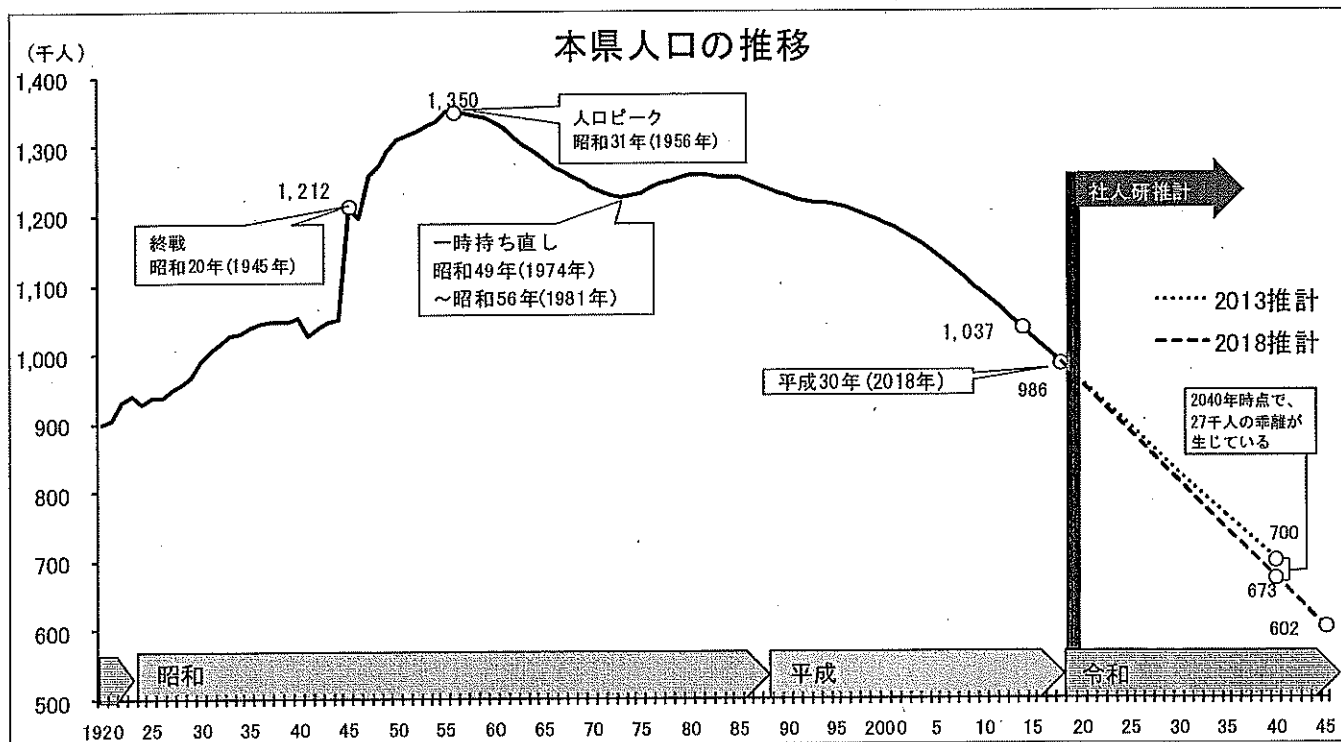 本県人口の推移
(千人)
1,400
1,300
1,200
1,100
1,000
900
800
700
600
500
1,350
人口ピーク
昭和31年(1956年)
1,212
終戦
昭和20年(1945年)
一時持ち直し
昭和49年(1974年)
～昭和56年(1981年)
社人研推計
2013推計
2018推計
1,037
平成30年(2018年)
986
2040年時点で、
27千人の乖離が
生じている
700
673
602
昭和
平成
令和
1920 25 30 35 40 45 50 55 60 65 70 75 80 85 90 95 2000 5 10 15 20 25 30 35 40 45